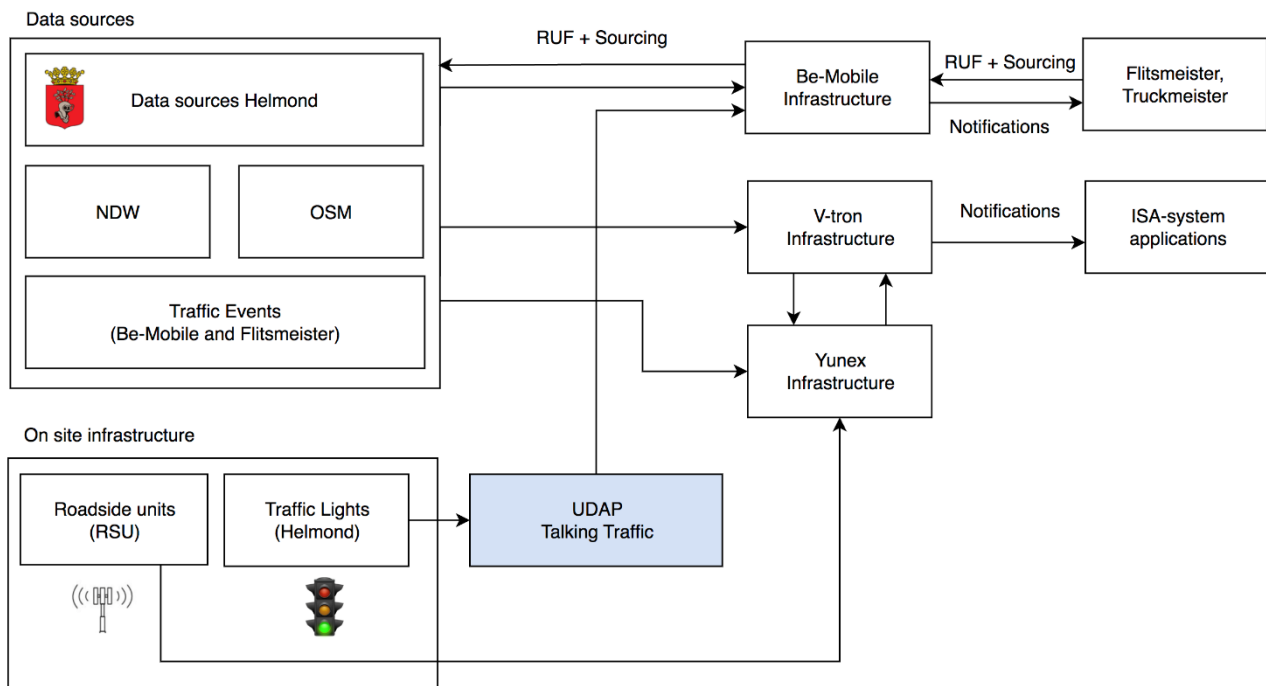 Data sources
RUF + Sourcing
Data sources Helmond
Be-Mobile
Infrastructure
RUF + Sourcing
Notifications
Flitsmeister,
Truckmeister
NDW
OSM
V-tron
Infrastructure
Notifications
ISA-system
applications
Traffic Events
(Be-Mobile and Flitsmeister)
Yunex
Infrastructure
On site infrastructure
Roadside units
(RSU)
Traffic Lights
(Helmond)
UDAP
Talking Traffic